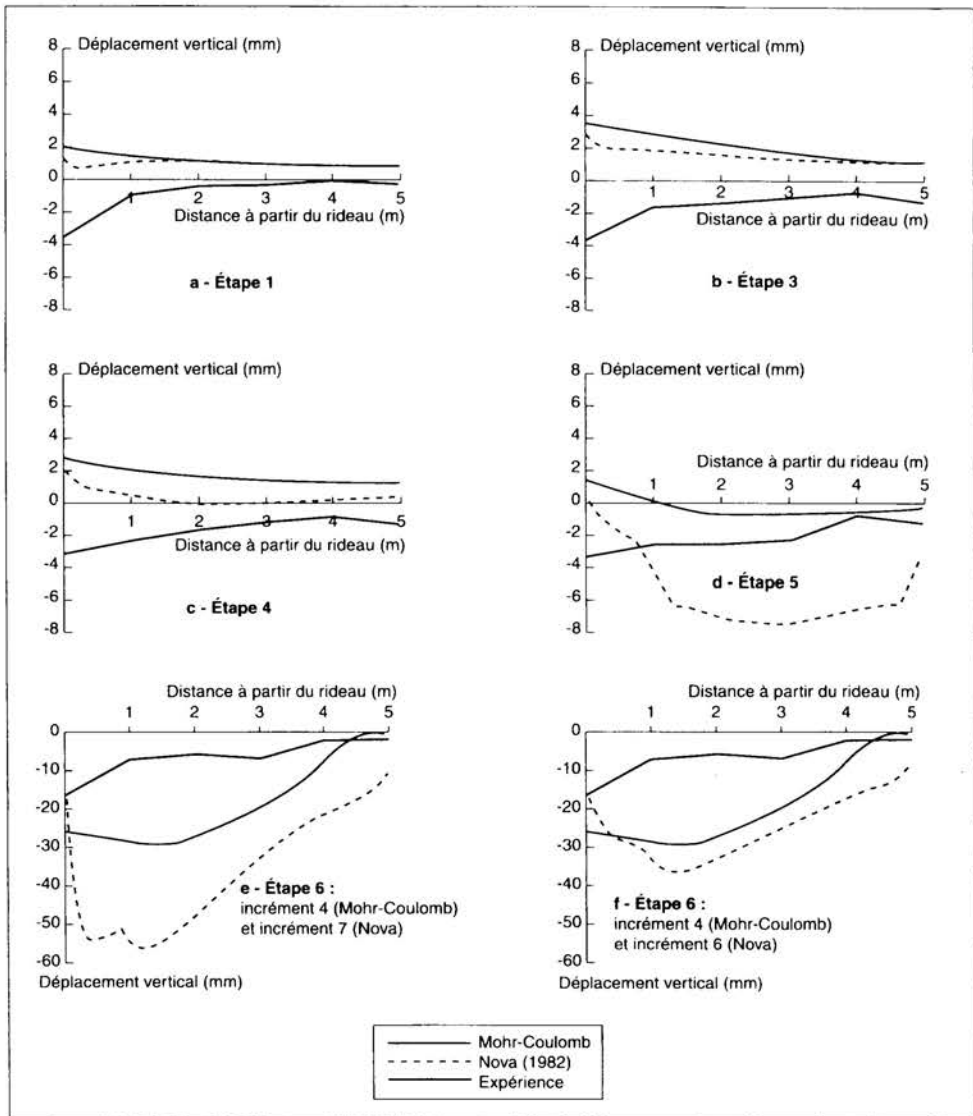 Déplacement vertical (mm)
8
6
4
2
0
-2
-4
-6
-8
1 2 3 4 5
Distance à partir du rideau (m)
a - Étape 1
Déplacement vertical (mm)
8
6
4
2
0
-2
-4
-6
-8
1 2 3 4 5
Distance à partir du rideau (m)
b - Étape 3
Déplacement vertical (mm)
8
6
4
2
0
-2
-4
-6
-8
1 2 3 4 5
Distance à partir du rideau (m)
c - Étape 4
Déplacement vertical (mm)
8
6
4
2
0
-2
-4
-6
-8
Distance à partir du rideau (m)
1 2 3 4 5
d - Étape 5
Distance à partir du rideau (m)
1 2 3 4 5
0
-10
-20
-30
-40
-50
-60
e - Étape 6 :
incrément 4 (Mohr-Coulomb)
et incrément 7 (Nova)
Déplacement vertical (mm)
Distance à partir du rideau (m)
1 2 3 4 5
0
-10
-20
-30
-40
-50
-60
f - Étape 6 :
incrément 4 (Mohr-Coulomb)
et incrément 6 (Nova)
Déplacement vertical (mm)
Mohr-Coulomb
Nova (1982)
Expérience